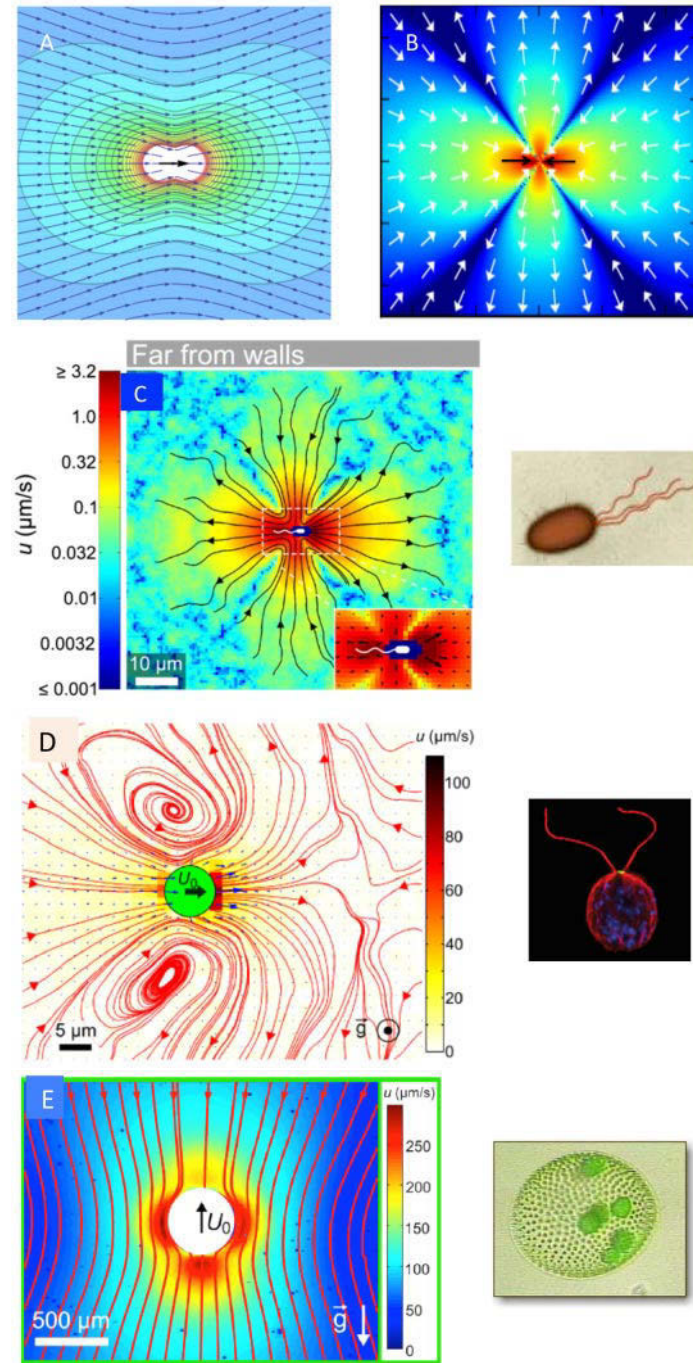 A
B
Far from walls
C
u (μm/s)
≥ 3.2
1.0
0.32
0.1
0.032
0.01
0.0032
≤ 0.001
10 μm
D
u (μm/s)
100
80
60
40
20
0
U₀
5 μm
g
E
u (μm/s)
250
200
150
100
50
0
U₀
500 μm
g